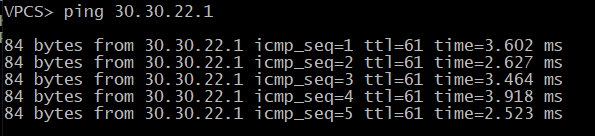 VPCS> ping 30.30.22.1
84 bytes from 30.30.22.1 icmp_seq=1 ttl=61 time=3.602 ms
84 bytes from 30.30.22.1 icmp_seq=2 ttl=61 time=2.627 ms
84 bytes from 30.30.22.1 icmp_seq=3 ttl=61 time=3.464 ms
84 bytes from 30.30.22.1 icmp_seq=4 ttl=61 time=3.918 ms
84 bytes from 30.30.22.1 icmp_seq=5 ttl=61 time=2.523 ms